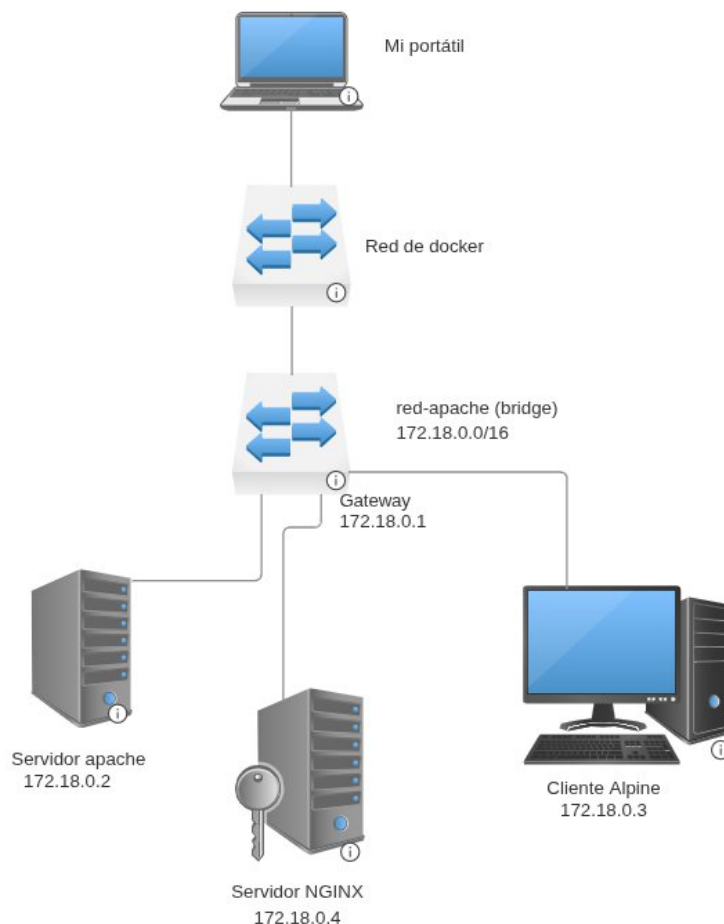 Mi portátil
Red de docker
red-apache (bridge)
172.18.0.0/16
Gateway
172.18.0.1
Servidor apache
172.18.0.2
Cliente Alpine
172.18.0.3
Servidor NGINX
172.18.0.4